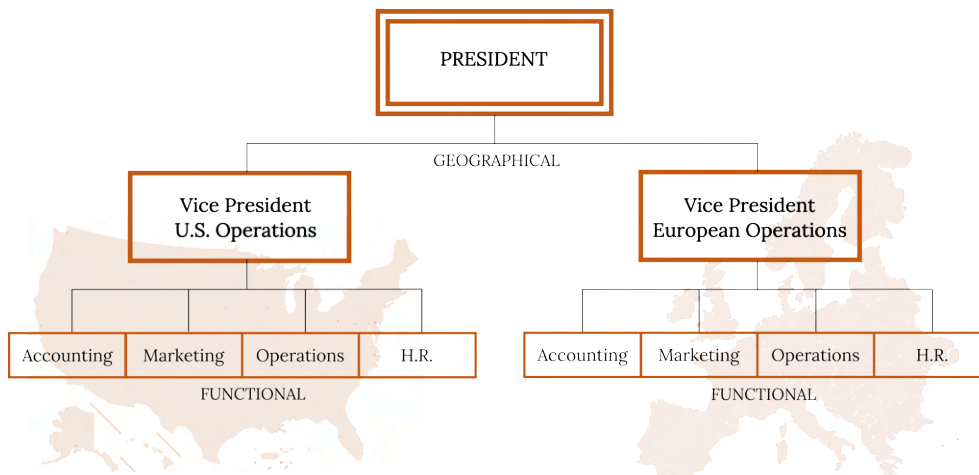 PRESIDENT
GEOGRAPHICAL
Vice President
U.S. Operations
Vice President
European Operations
Accounting
Marketing
Operations
H.R.
FUNCTIONAL
Accounting
Marketing
Operations
H.R.
FUNCTIONAL